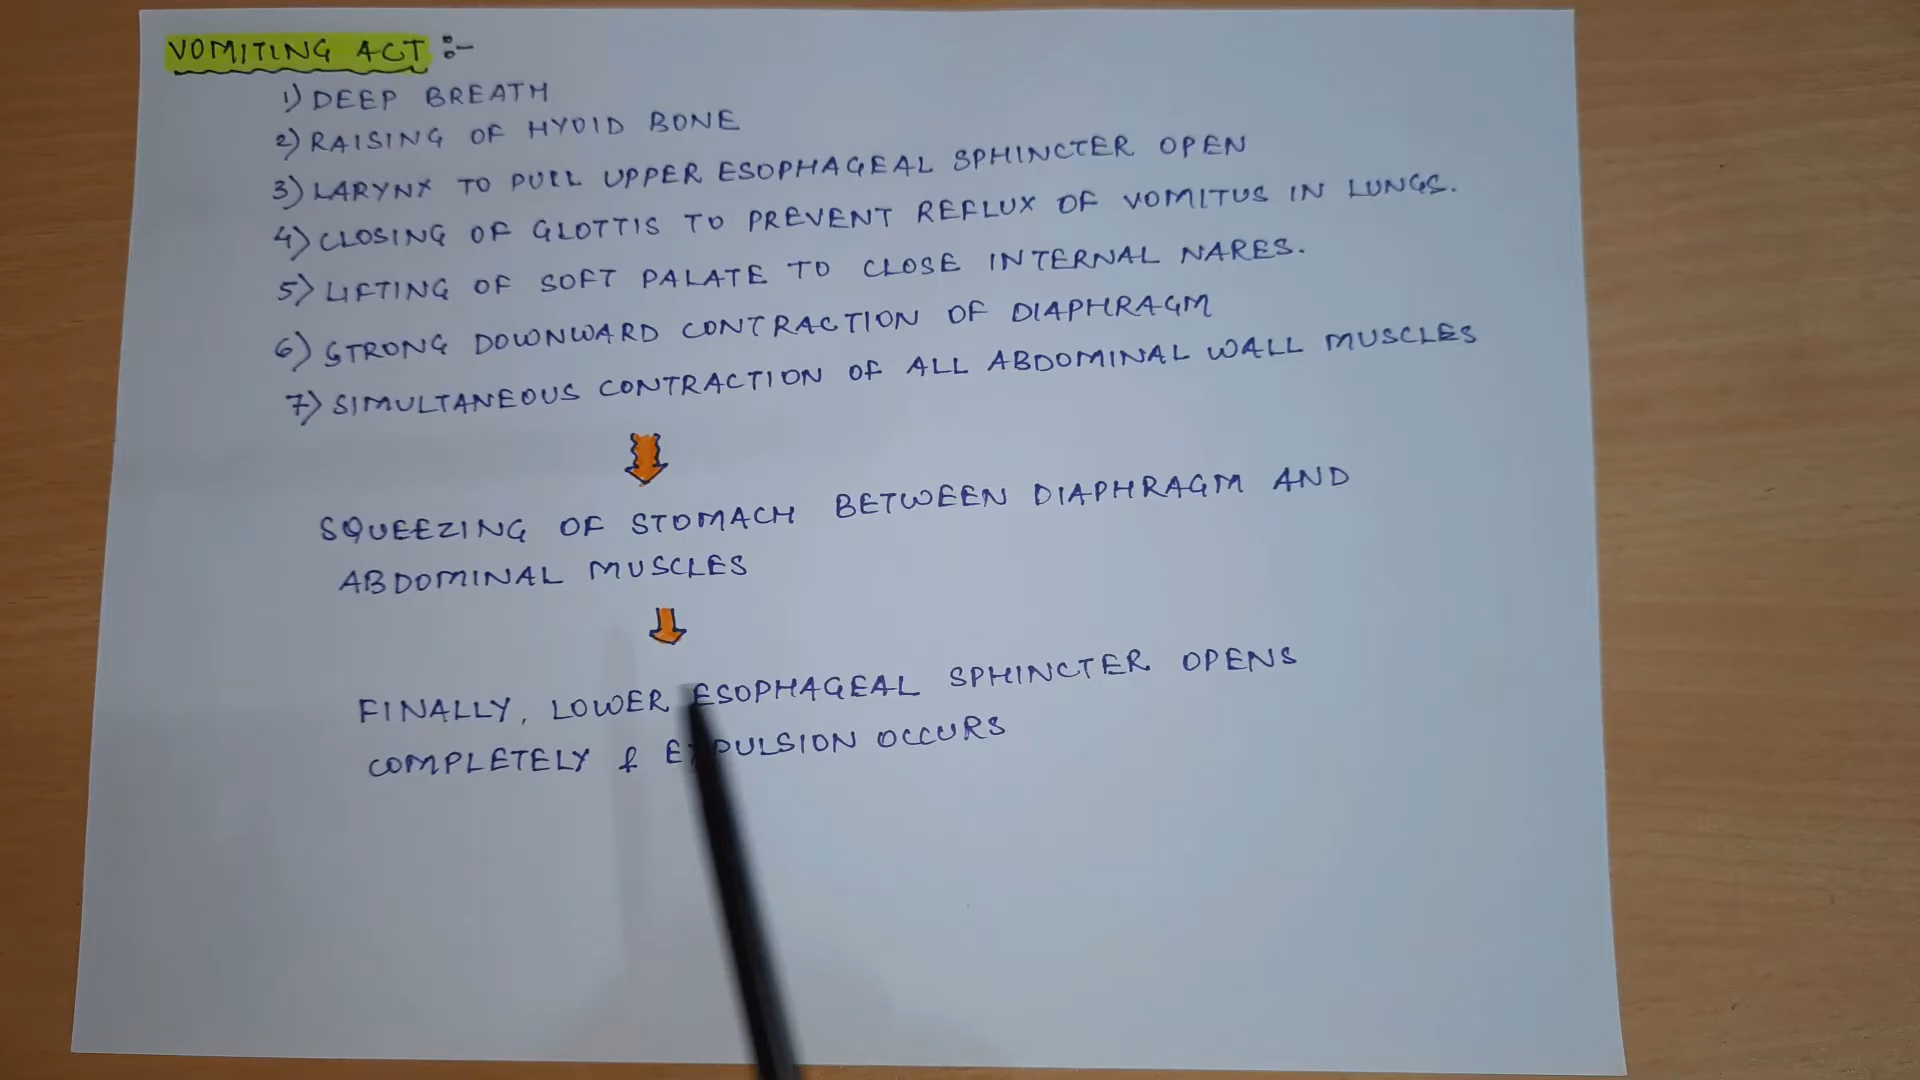 VOMITING ACT :-
1) DEEP BREATH
2) RAISING OF HYOID BONE
3) LARYNX TO PULL UPPER ESOPHAGEAL SPHINCTER OPEN
4) CLOSING OF GLOTTIS TO PREVENT REFLUX OF VOMITUS IN LUNGS.
5) LIFTING OF SOFT PALATE TO CLOSE INTERNAL NARES.
6) STRONG DOWNWARD CONTRACTION OF DIAPHRAGM
7) SIMULTANEOUS CONTRACTION OF ALL ABDOMINAL WALL MUSCLES
SQUEEZING OF STOMACH BETWEEN DIAPHRAGM AND
ABDOMINAL MUSCLES
FINALLY, LOWER ESOPHAGEAL SPHINCTER OPENS
COMPLETELY & EXPULSION OCCURS